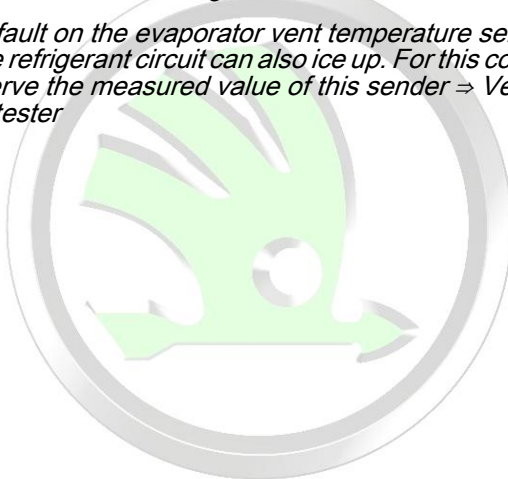 fault on the evaporator vent temperature se
e refrigerant circuit can also ice up. For this co
erve the measured value of this sender ⇒ Ve
tester